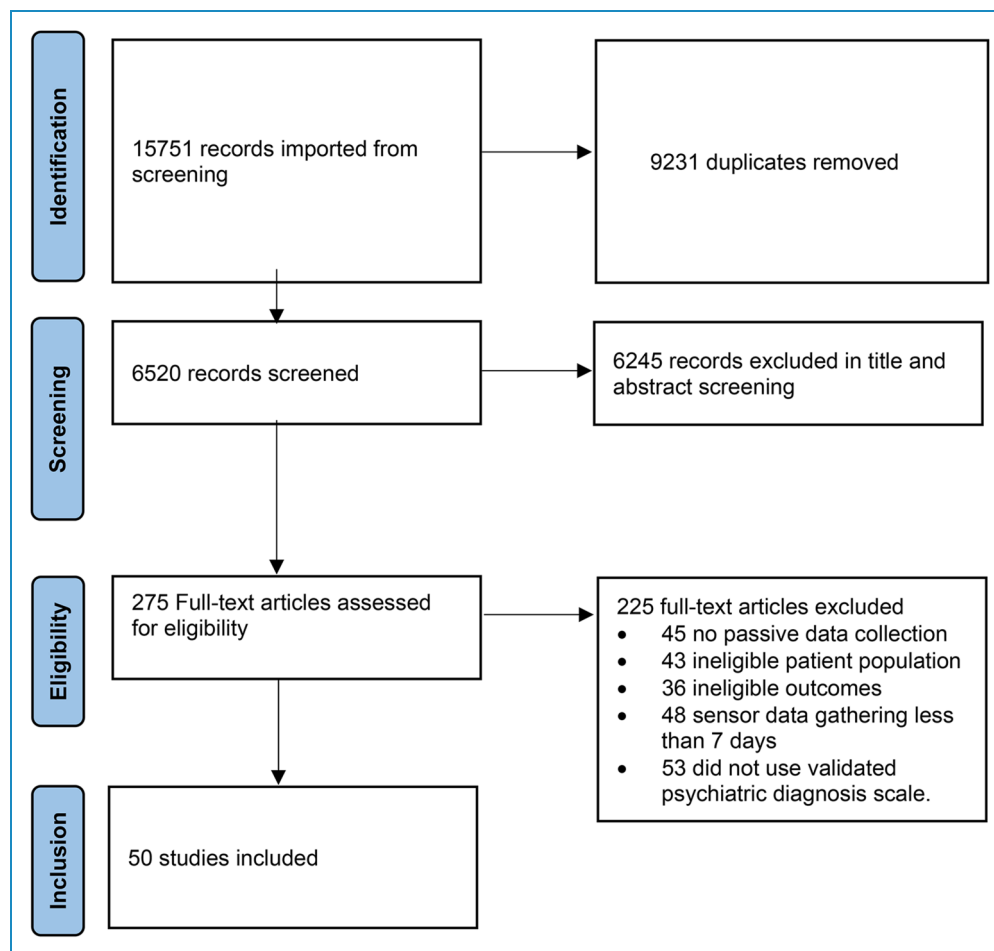 Identification
15751 records imported from
screening
9231 duplicates removed
Screening
6520 records screened
6245 records excluded in title and
abstract screening
Eligibility
275 Full-text articles assessed
for eligibility
225 full-text articles excluded
• 45 no passive data collection
• 43 ineligible patient population
• 36 ineligible outcomes
• 48 sensor data gathering less
than 7 days
• 53 did not use validated
psychiatric diagnosis scale.
Inclusion
50 studies included